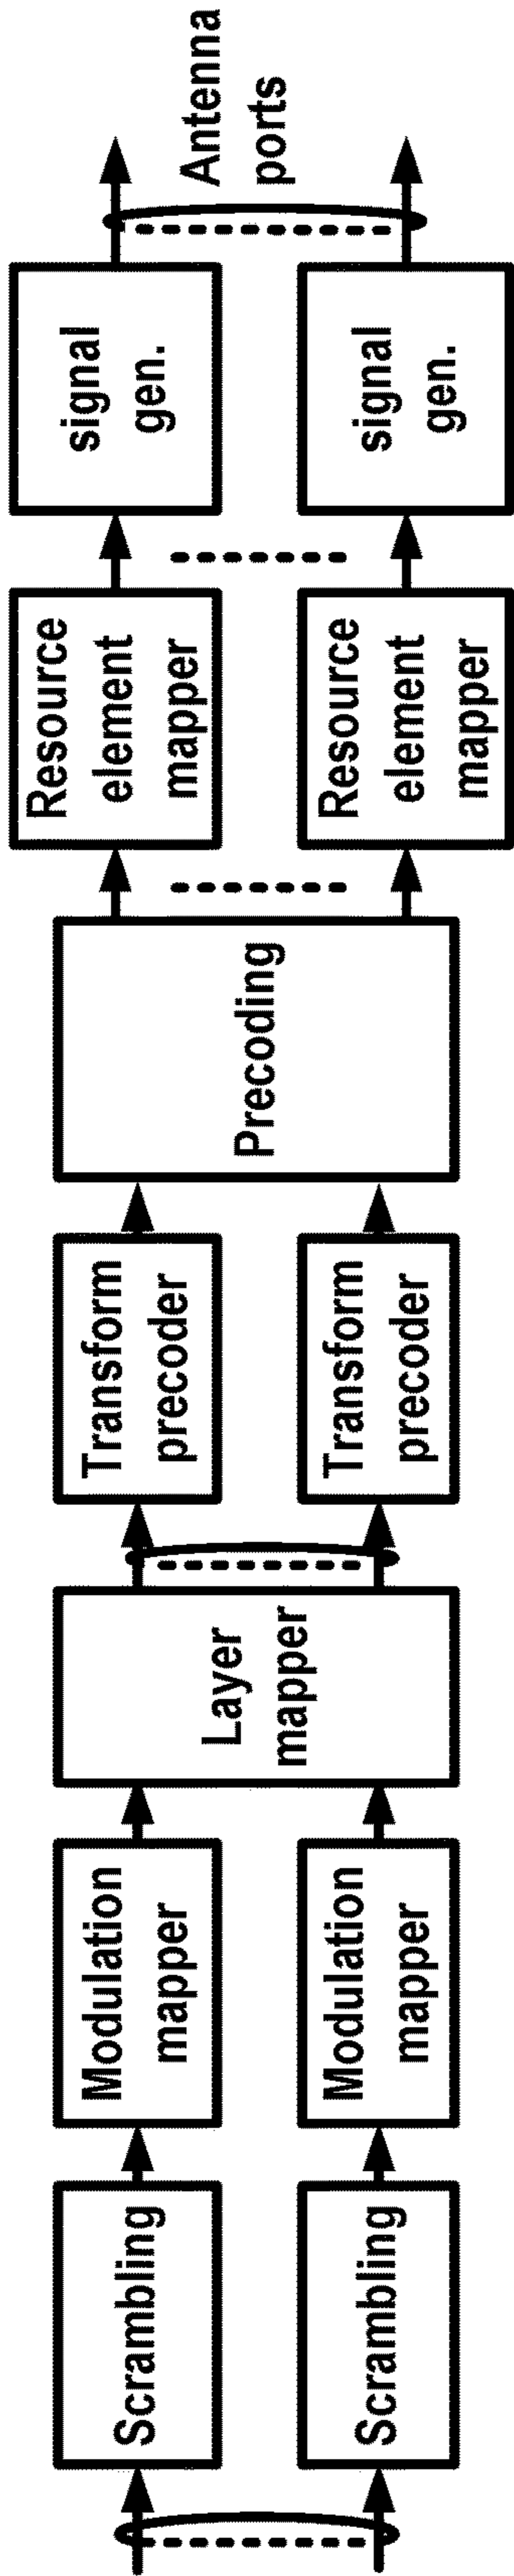 Scrambling
Scrambling
Modulation
mapper
Modulation
mapper
Layer
mapper
Transform
precoder
Transform
precoder
Precoding
Resource
element
mapper
Resource
element
mapper
signal
gen.
signal
gen.
Antenna
ports